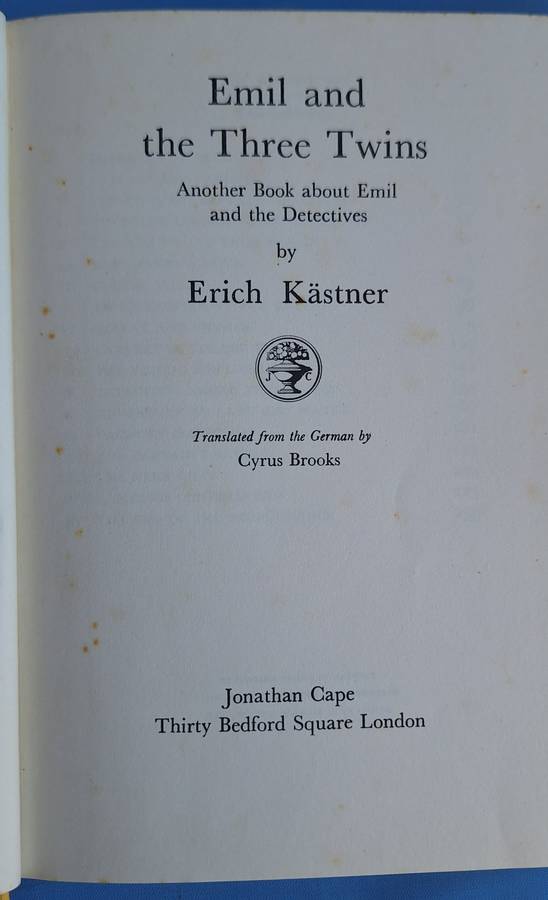 Emil and
the Three Twins
Another Book about Emil
and the Detectives
by
Erich Kästner
J C
Translated from the German by
Cyrus Brooks
Jonathan Cape
Thirty Bedford Square London